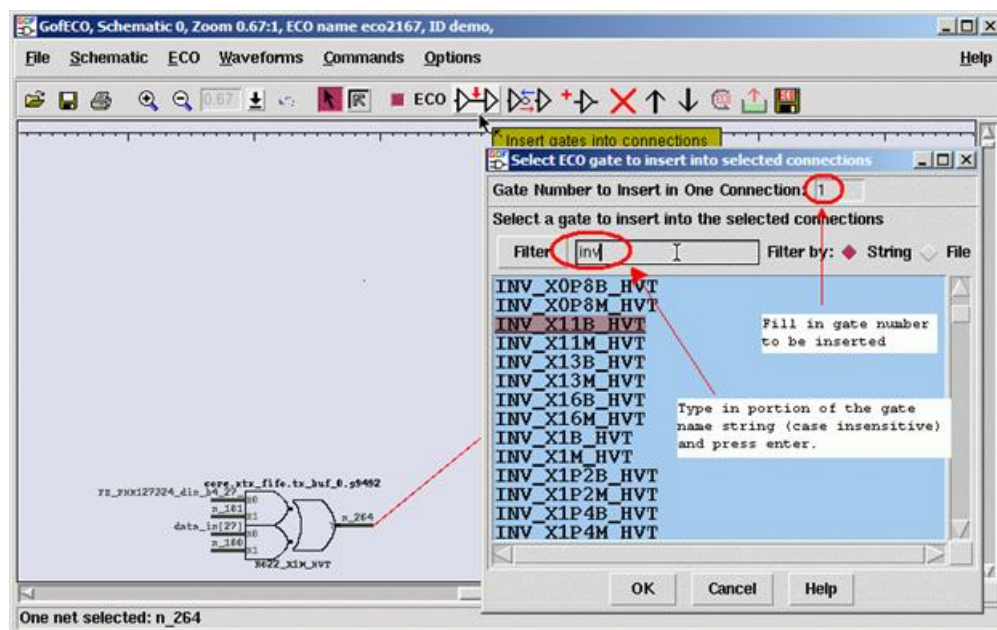 GofECO, Schematic 0, Zoom 0.67:1, ECO name eco2167, ID demo,
File Schematic ECO Waveforms Commands Options Help
0.67 ECO
Insert gates into connections
Select ECO gate to insert into selected connections
Gate Number to Insert in One Connection: 1
Select a gate to insert into the selected connections
Filter inv Filter by: String File
INV_X0P8B_HVT
INV_X0P8M_HVT
INV_X11B_HVT
INV_X11M_HVT
INV_X13B_HVT
INV_X13M_HVT
INV_X16B_HVT
INV_X16M_HVT
INV_X1B_HVT
INV_X1M_HVT
INV_X1P2B_HVT
INV_X1P2M_HVT
INV_X1P4B_HVT
INV_X1P4M_HVT
Fill in gate number
to be inserted
Type in portion of the gate
name string (case insensitive)
and press enter.
n_264
data_in[27]
OK Cancel Help
One net selected: n_264